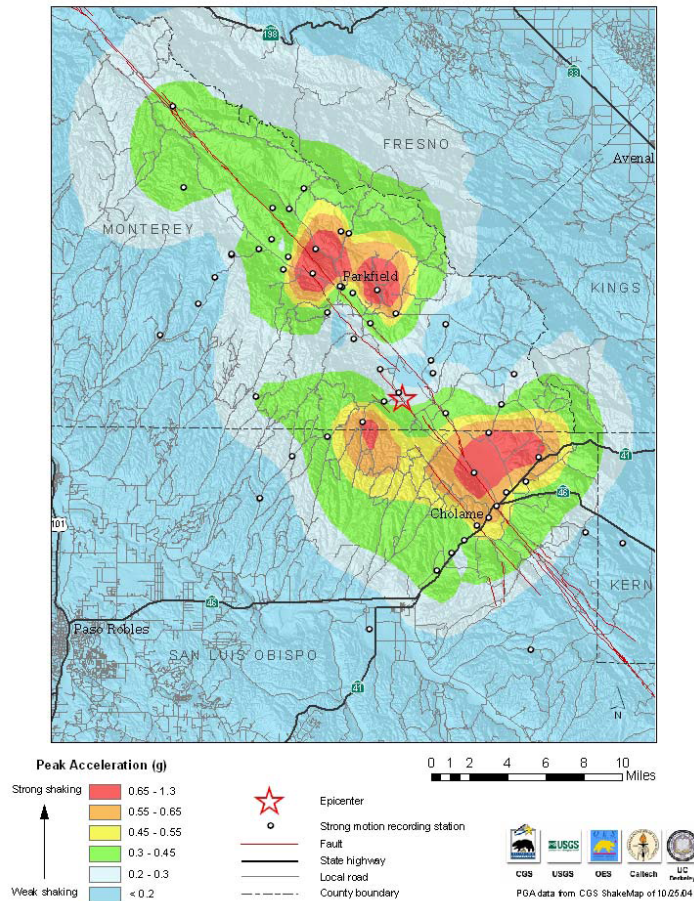 198
33
FRESNO
Avenal
MONTEREY
Parkfield
KINGS
41
46
Cholame
101
KERN
46
Paso Robles
SAN LUIS OBISPO
41
N
Peak Acceleration (g)
Strong shaking
0.65 - 1.3
0.55 - 0.65
0.45 - 0.55
0.3 - 0.45
0.2 - 0.3
Weak shaking
< 0.2
0 1 2 4 6 8 10
Miles
Epicenter
Strong motion recording station
Fault
State highway
Local road
County boundary
CGS
USGS
OES
Caltech
UC
Berkeley
PGA data from CGS ShakeMap of 10/25/04